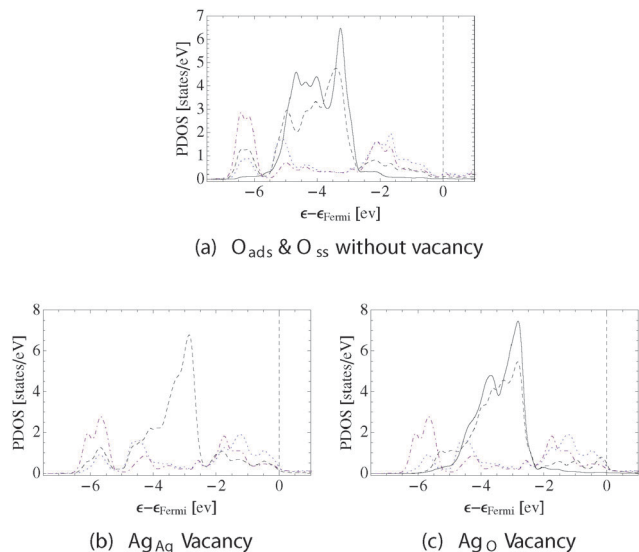 7
6
5
4
3
2
1
0
PDOS [states/eV]
−6 −4 −2 0
ϵ−ϵFermi [ev]
(a) Oads & Oss without vacancy
8
6
4
2
0
PDOS [states/eV]
−6 −4 −2 0
ϵ−ϵFermi [ev]
(b) AgAg Vacancy
8
6
4
2
0
PDOS [states/eV]
−6 −4 −2 0
ϵ−ϵFermi [ev]
(c) AgO Vacancy